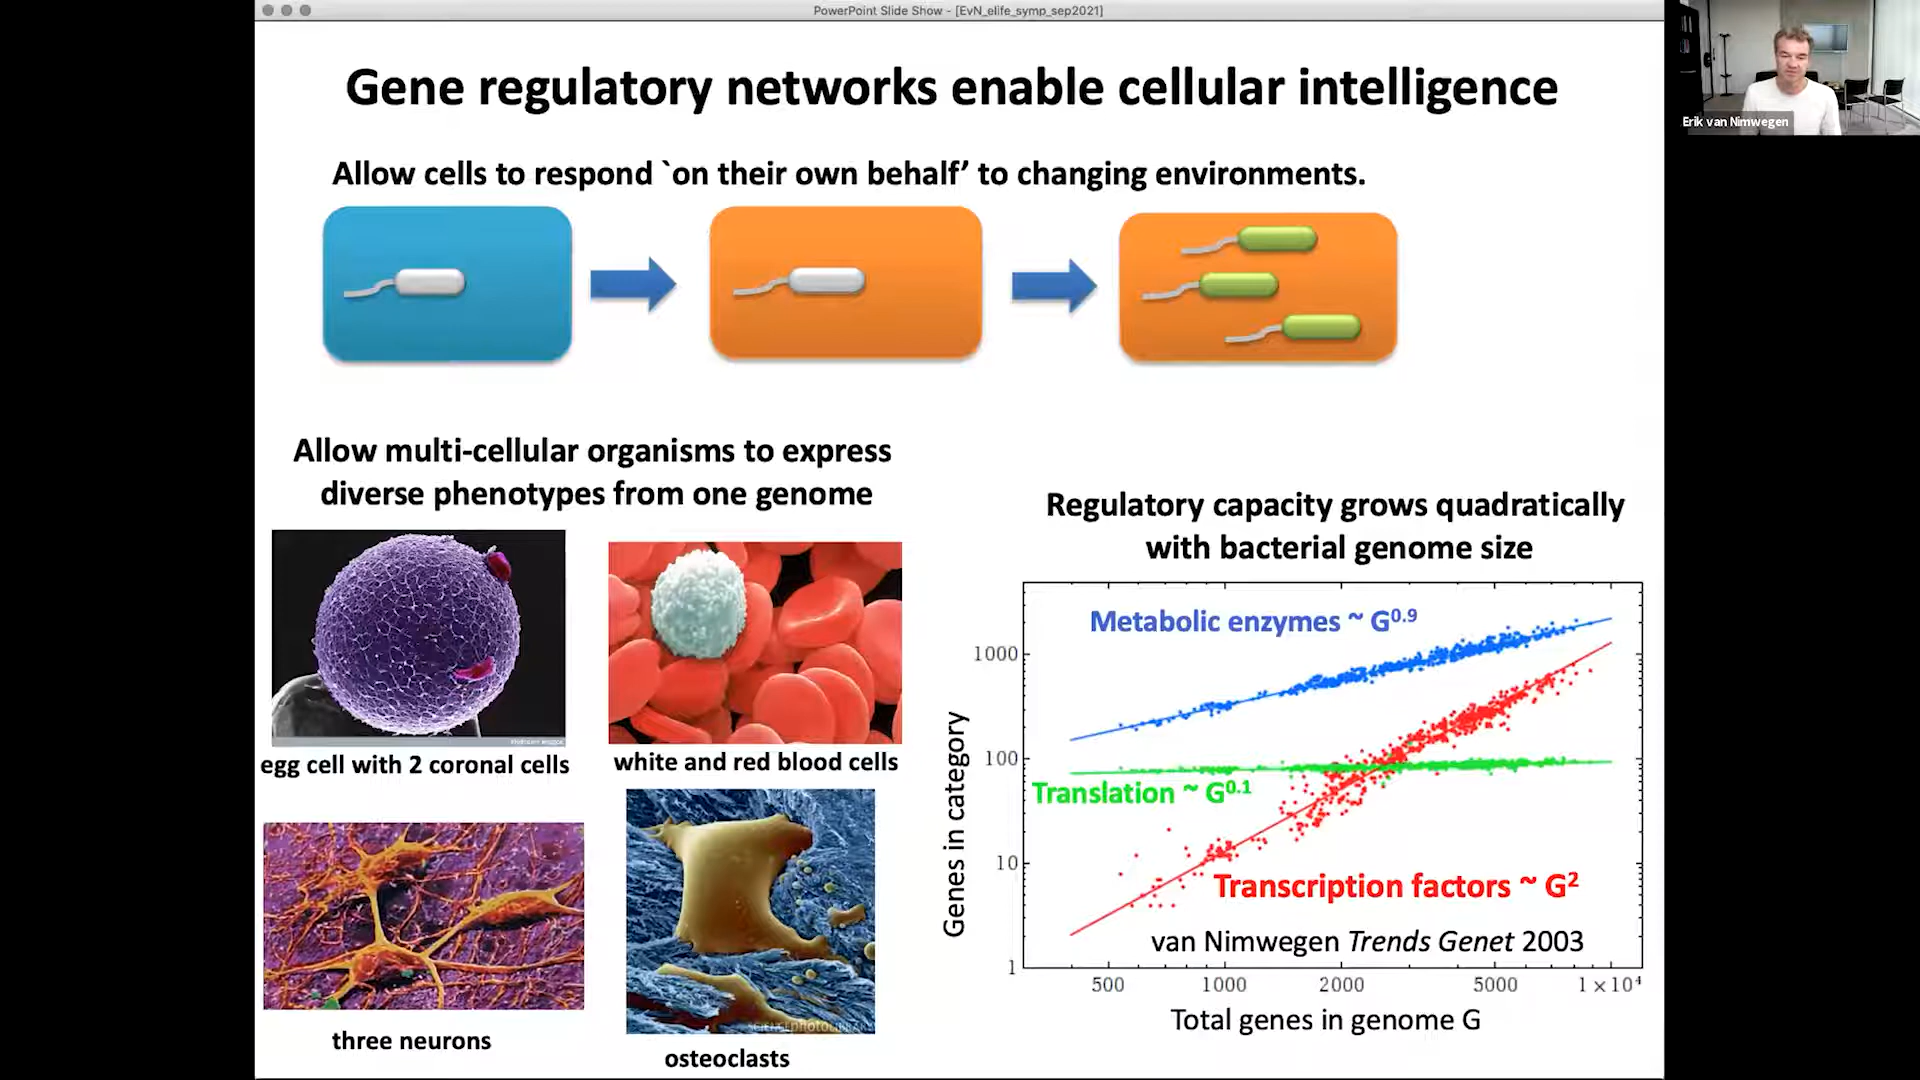 PowerPoint Slide Show - [EvN_elife_symp_sep2021]
Erik van Nimwegen
Gene regulatory networks enable cellular intelligence
Allow cells to respond `on their own behalf’ to changing environments.
Allow multi-cellular organisms to express
diverse phenotypes from one genome
egg cell with 2 coronal cells
white and red blood cells
three neurons
osteoclasts
Regulatory capacity grows quadratically
with bacterial genome size
Metabolic enzymes ~ G0.9
Translation ~ G0.1
Transcription factors ~ G2
van Nimwegen Trends Genet 2003
Genes in category
1000
100
10
1
500 1000 2000 5000 1×104
Total genes in genome G